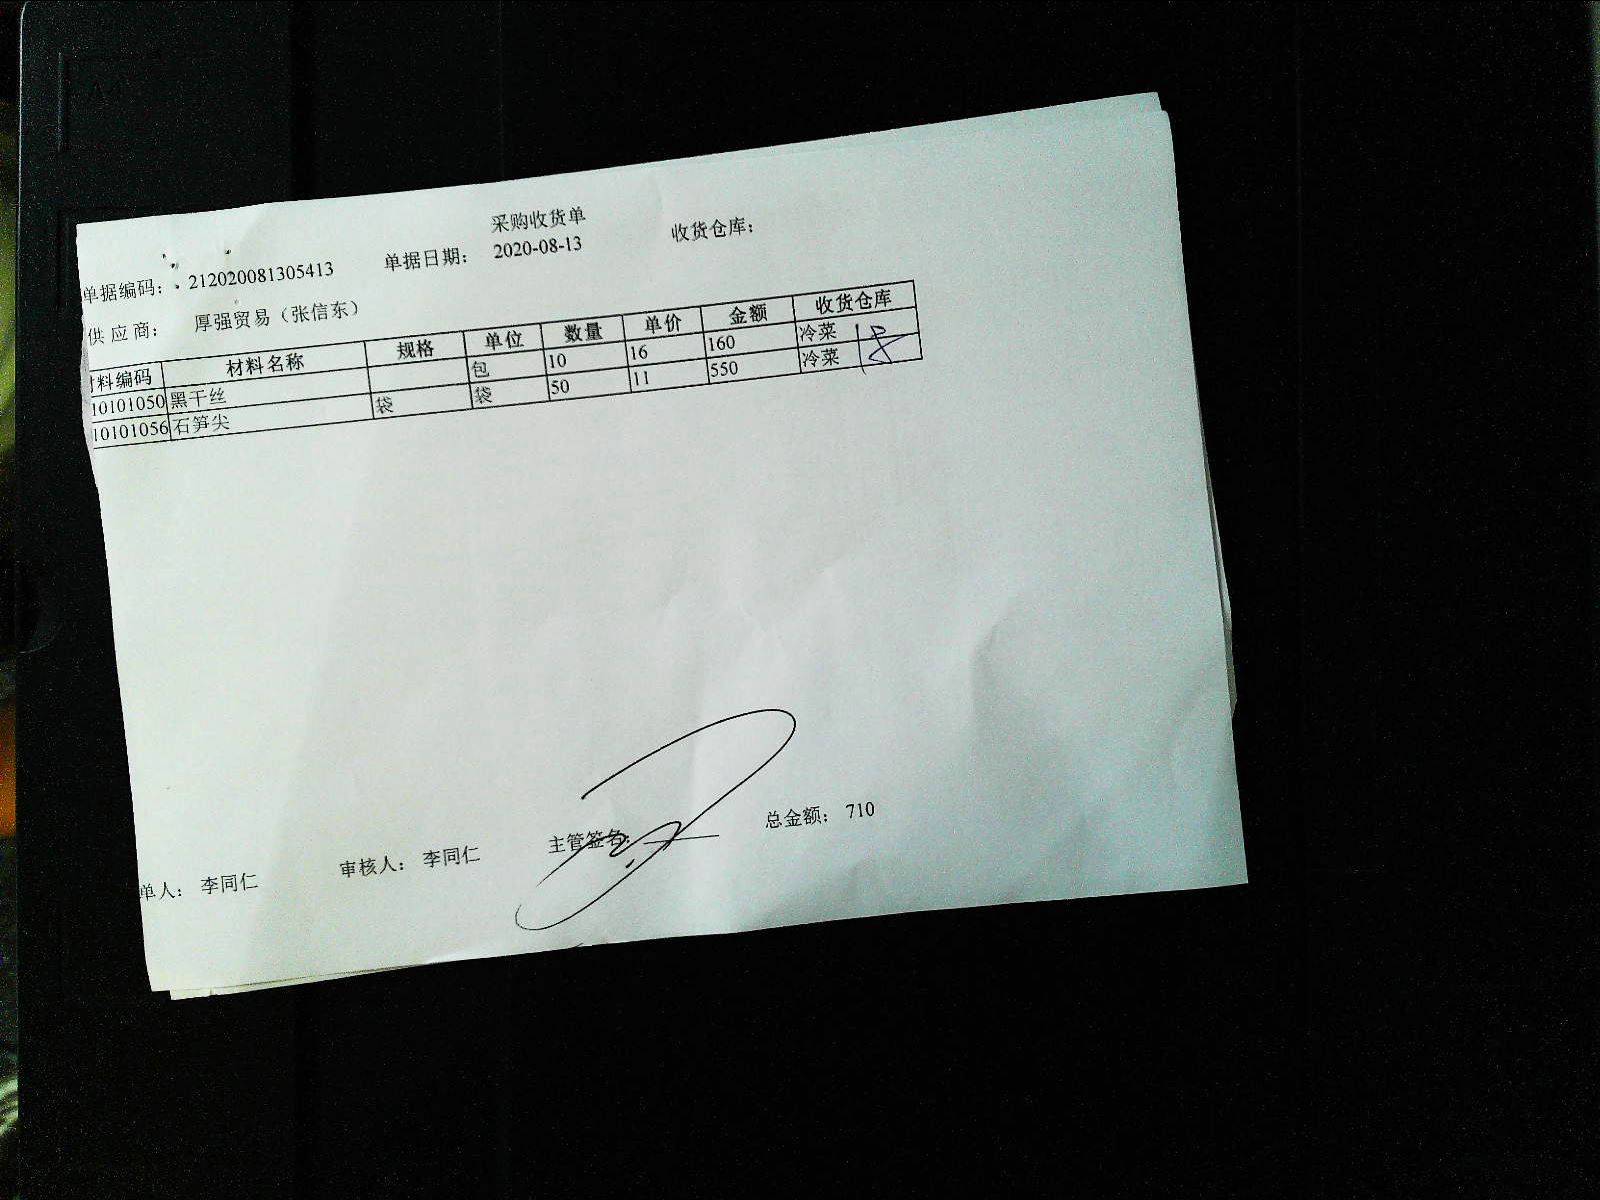 采购收货单
单据编码: 212020081305413 单据日期: 2020-08-13 收货仓库:
供应商: 厚强贸易（张信东）
材料编码 材料名称 规格 单位 数量 单价 金额 收货仓库
10101050 黑干丝 包 10 16 160 冷菜
10101056 石笋尖 袋 袋 50 11 550 冷菜
单人: 李同仁 审核人: 李同仁 主管签名: 总金额: 710